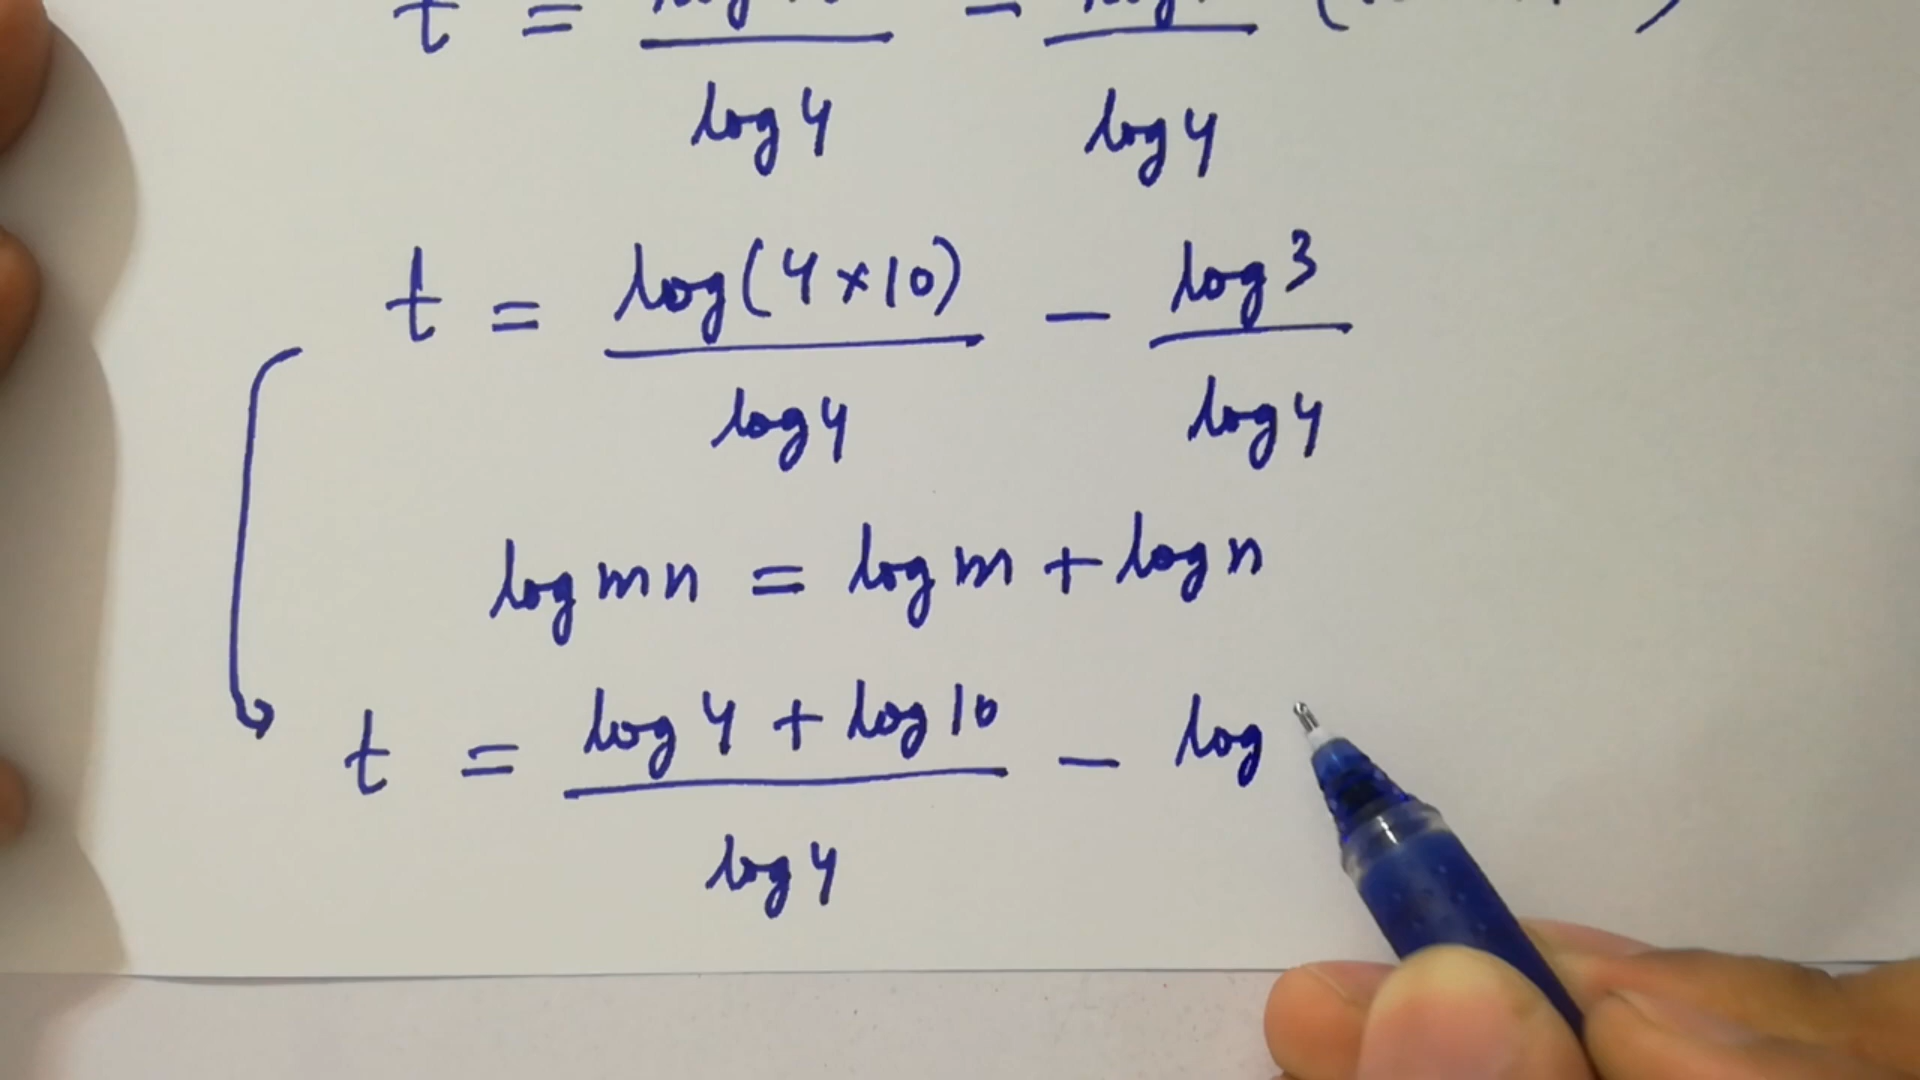 t = log 4 - log 4
t = log(4×10) / log 4 - log 3 / log 4
log mn = log m + log n
t = log 4 + log 10 / log 4 - log